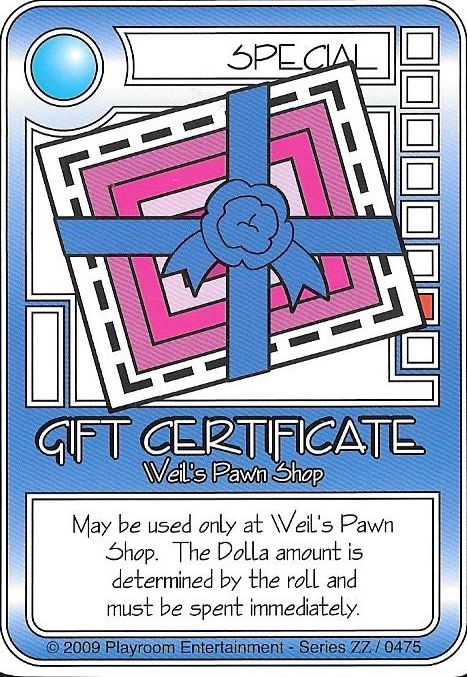 SPECIAL
GIFT CERTIFICATE
Weil's Pawn Shop
May be used only at Weil's Pawn
Shop. The Dolla amount is
determined by the roll and
must be spent immediately.
© 2009 Playroom Entertainment - Series ZZ / 0475